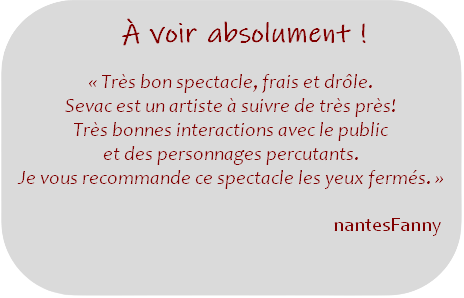 À voir absolument !
« Très bon spectacle, frais et drôle.
Sevac est un artiste à suivre de très près!
Très bonnes interactions avec le public
et des personnages percutants.
Je vous recommande ce spectacle les yeux fermés. »
nantesFanny